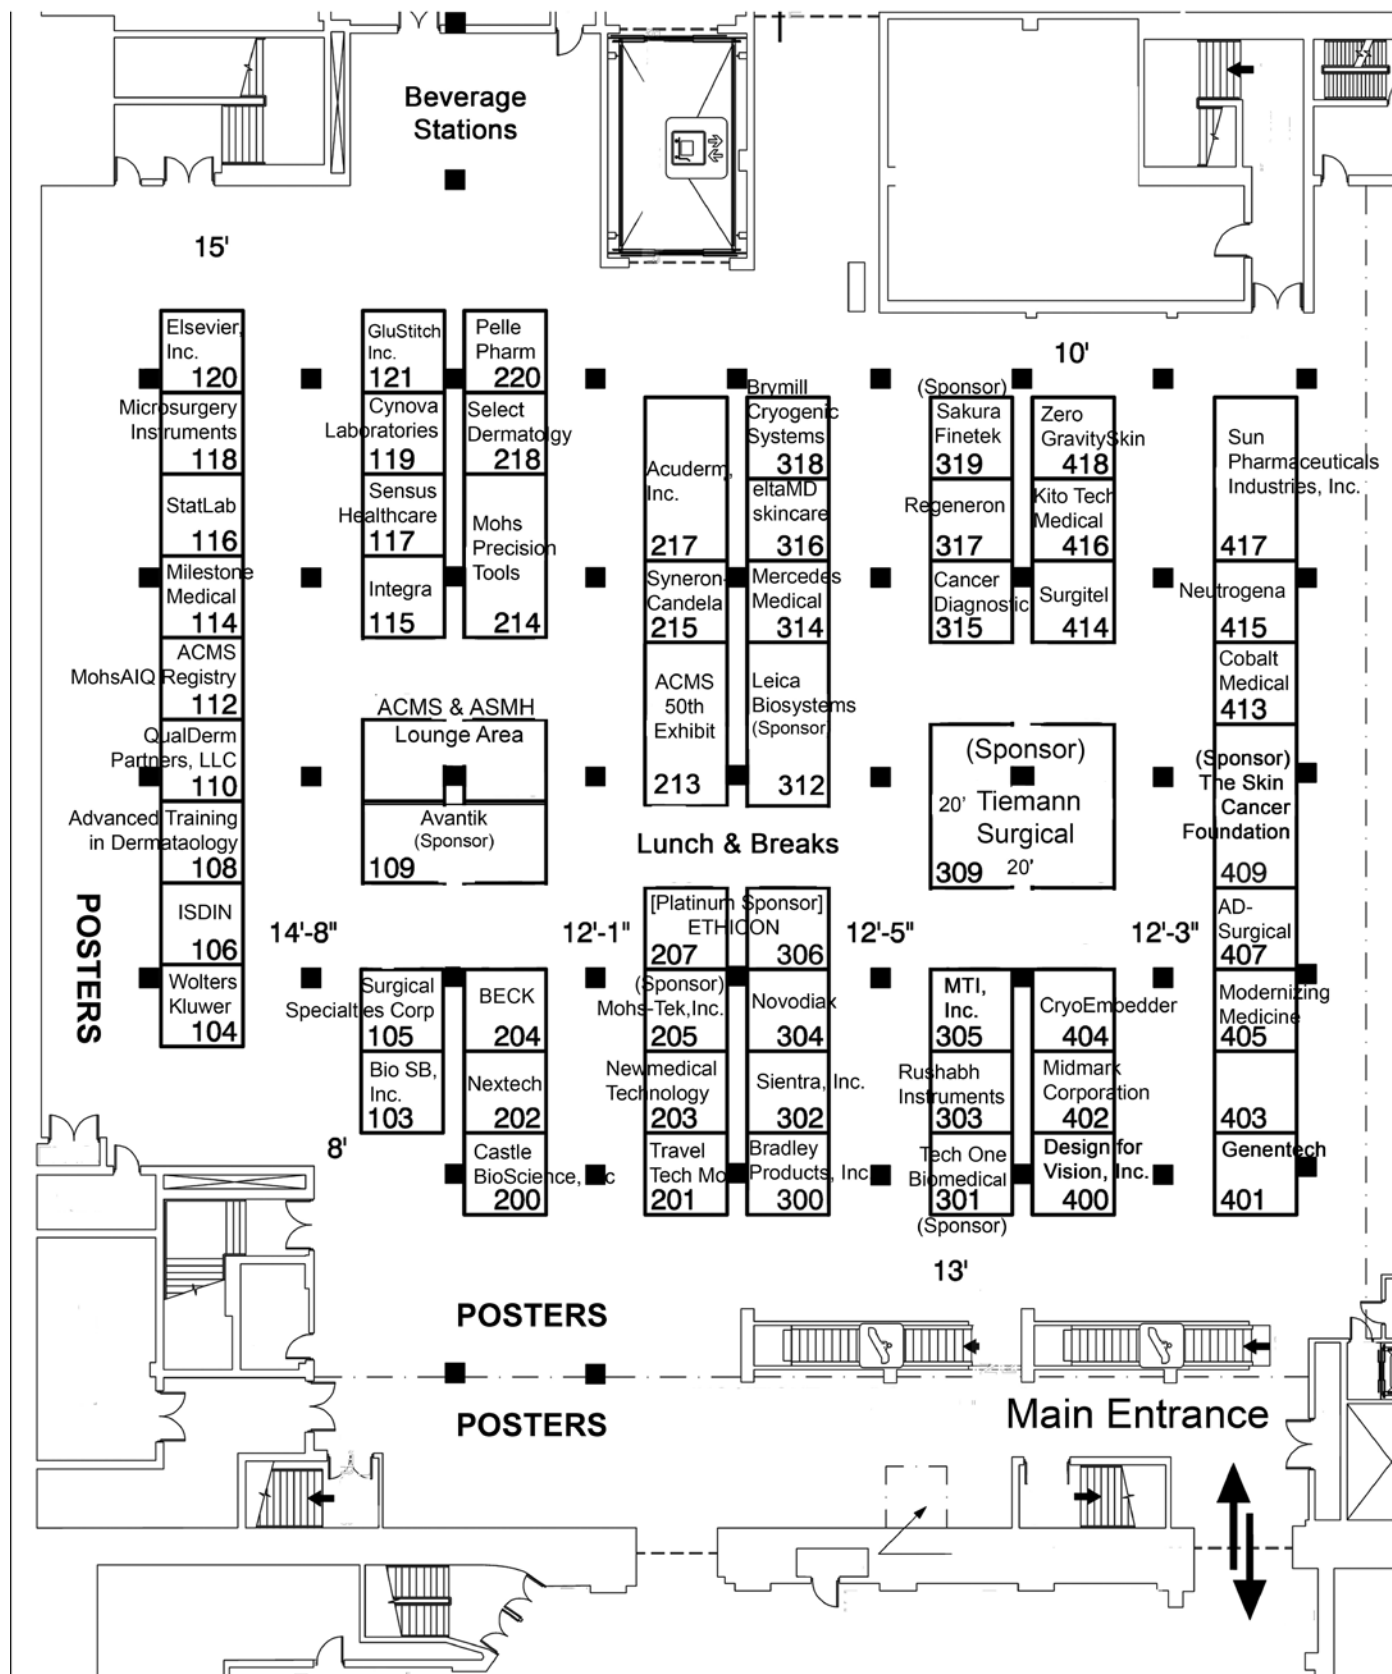 Beverage
Stations
15'
10'
Elsevier,
Inc.
120
Microsurgery
Instruments
118
StatLab
116
Milestone
Medical
114
ACMS
MohsAIQ Registry
112
QualDerm
Partners, LLC
110
Advanced Training
in Dermataology
108
ISDIN
106
Wolters
Kluwer
104
POSTERS
14'-8"
GluStitch
Inc.
121
Cynova
Laboratories
119
Sensus
Healthcare
117
Integra
115
Pelle
Pharm
220
Select
Dermatolgy
218
Mohs
Precision
Tools
214
ACMS & ASMH
Lounge Area
Avantik
(Sponsor)
109
Surgical
Specialties Corp
105
Bio SB,
Inc.
103
8'
BECK
204
Nextech
202
Castle
BioScience, Inc
200
12'-1"
Acuderm,
Inc.
217
Syneron-
Candela
215
ACMS
50th
Exhibit
213
Brymill
Cryogenic
Systems
318
eltaMD
skincare
316
Mercedes
Medical
314
Leica
Biosystems
(Sponsor)
312
Lunch & Breaks
[Platinum Sponsor]
ETHICON
207
306
(Sponsor)
Mohs-Tek,Inc.
205
Newmedical
Technology
203
Travel
Tech Mo
201
Novodiax
304
Sientra, Inc.
302
Bradley
Products, Inc
300
12'-5"
(Sponsor)
Sakura
Finetek
319
Regeneron
317
Cancer
Diagnostic
315
Zero
GravitySkin
418
Kito Tech
Medical
416
Surgitel
414
(Sponsor)
20' Tiemann
Surgical
309
20'
MTI,
Inc.
305
Rushabh
Instruments
303
Tech One
Biomedical
301
(Sponsor)
CryoEmbedder
404
Midmark
Corporation
402
Design for
Vision, Inc.
400
12'-3"
Sun
Pharmaceuticals
Industries, Inc.
417
Neutrogena
415
Cobalt
Medical
413
(Sponsor)
The Skin
Cancer
Foundation
409
AD-
Surgical
407
Modernizing
Medicine
405
403
Genentech
401
13'
POSTERS
POSTERS
Main Entrance